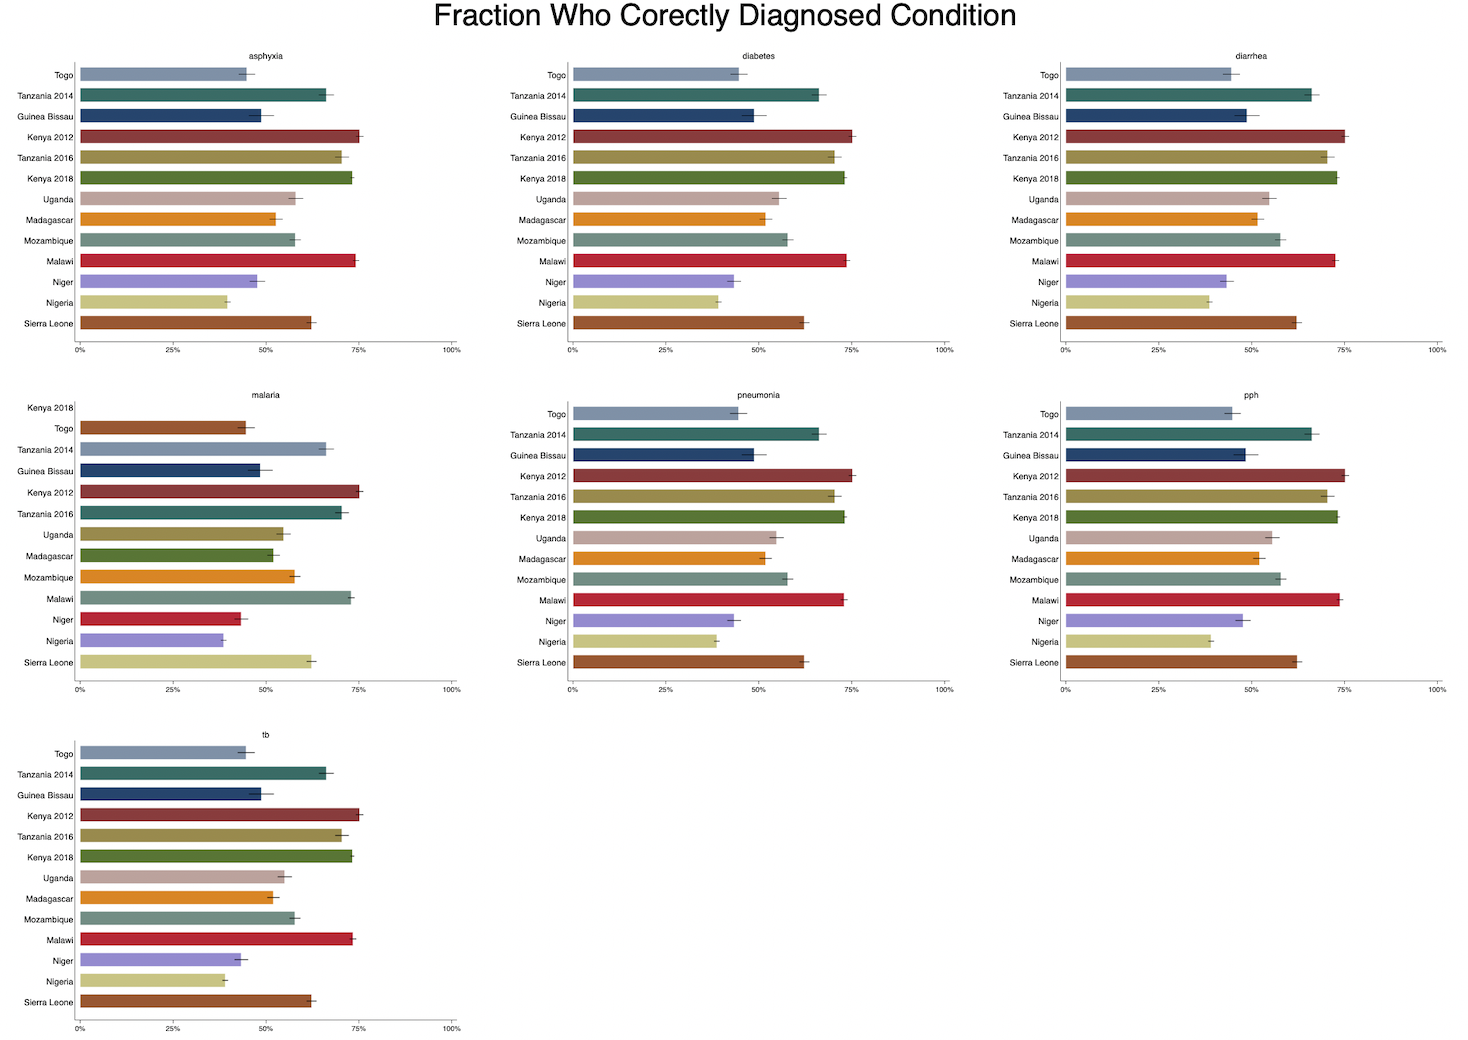 Fraction Who Corectly Diagnosed Condition
asphyxia
Togo
Tanzania 2014
Guinea Bissau
Kenya 2012
Tanzania 2016
Kenya 2018
Uganda
Madagascar
Mozambique
Malawi
Niger
Nigeria
Sierra Leone
0% 25% 50% 75% 100%
diabetes
Togo
Tanzania 2014
Guinea Bissau
Kenya 2012
Tanzania 2016
Kenya 2018
Uganda
Madagascar
Mozambique
Malawi
Niger
Nigeria
Sierra Leone
0% 25% 50% 75% 100%
diarrhea
Togo
Tanzania 2014
Guinea Bissau
Kenya 2012
Tanzania 2016
Kenya 2018
Uganda
Madagascar
Mozambique
Malawi
Niger
Nigeria
Sierra Leone
0% 25% 50% 75% 100%
malaria
Kenya 2018
Togo
Tanzania 2014
Guinea Bissau
Kenya 2012
Tanzania 2016
Uganda
Madagascar
Mozambique
Malawi
Niger
Nigeria
Sierra Leone
0% 25% 50% 75% 100%
pneumonia
Togo
Tanzania 2014
Guinea Bissau
Kenya 2012
Tanzania 2016
Kenya 2018
Uganda
Madagascar
Mozambique
Malawi
Niger
Nigeria
Sierra Leone
0% 25% 50% 75% 100%
pph
Togo
Tanzania 2014
Guinea Bissau
Kenya 2012
Tanzania 2016
Kenya 2018
Uganda
Madagascar
Mozambique
Malawi
Niger
Nigeria
Sierra Leone
0% 25% 50% 75% 100%
tb
Togo
Tanzania 2014
Guinea Bissau
Kenya 2012
Tanzania 2016
Kenya 2018
Uganda
Madagascar
Mozambique
Malawi
Niger
Nigeria
Sierra Leone
0% 25% 50% 75% 100%